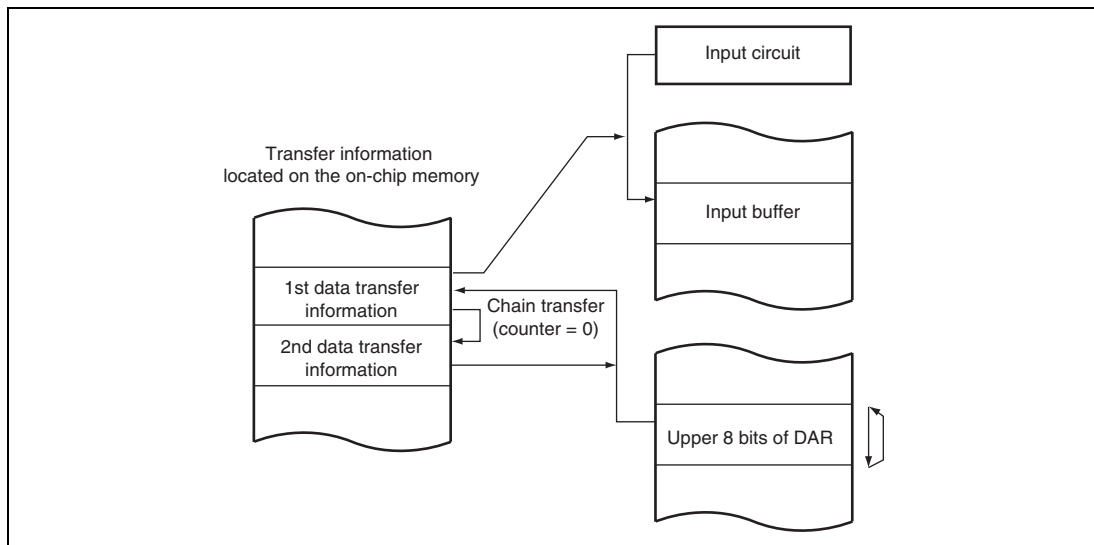 Input circuit
Transfer information
located on the on-chip memory
Input buffer
1st data transfer
information
Chain transfer
(counter = 0)
2nd data transfer
information
Upper 8 bits of DAR